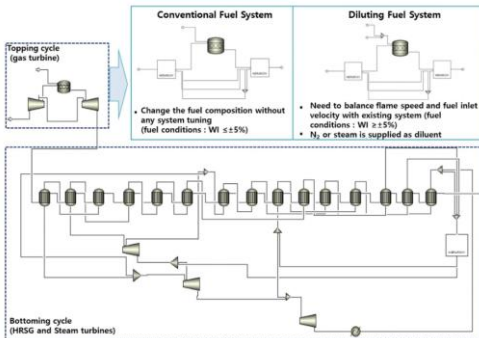 Conventional Fuel System
Diluting Fuel System
Topping cycle
(gas turbine)
• Change the fuel composition without
any system tuning
(fuel conditions : WI ≤±5%)
• Need to balance flame speed and fuel inlet
velocity with existing system (fuel
conditions : WI ≥±5%)
• N₂ or steam is supplied as diluent
Bottoming cycle
(HRSG and Steam turbines)